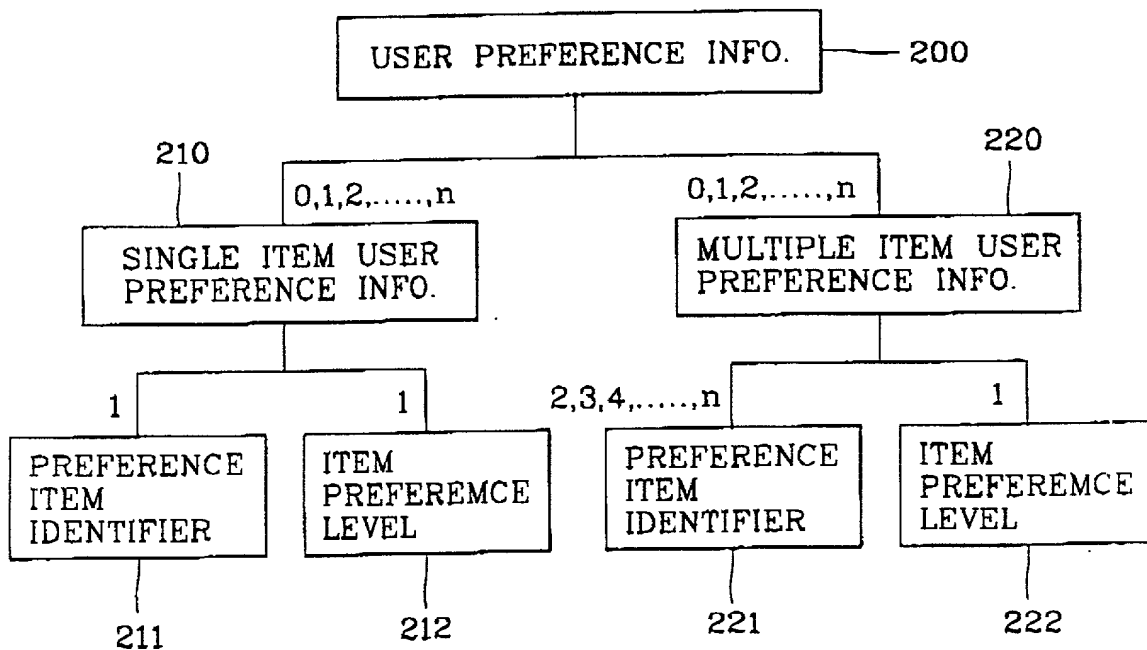 USER PREFERENCE INFO.
200
210
220
0,1,2,.....,n
0,1,2,.....,n
SINGLE ITEM USER
PREFERENCE INFO.
MULTIPLE ITEM USER
PREFERENCE INFO.
1
1
2,3,4,.....,n
1
PREFERENCE
ITEM
IDENTIFIER
ITEM
PREFEREMCE
LEVEL
PREFERENCE
ITEM
IDENTIFIER
ITEM
PREFEREMCE
LEVEL
211
212
221
222